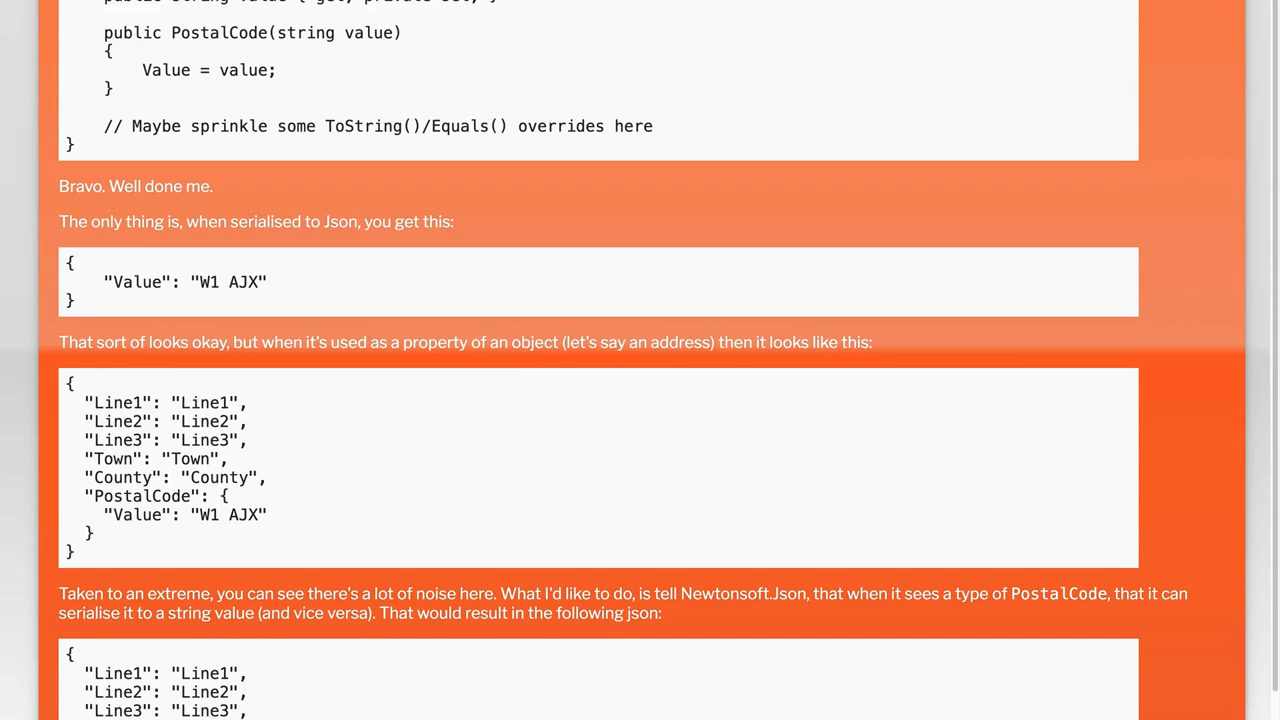 public string Value { get; private set; }
public PostalCode(string value)
{
Value = value;
}
// Maybe sprinkle some ToString()/Equals() overrides here
}
Bravo. Well done me.
The only thing is, when serialised to Json, you get this:
{
"Value": "W1 AJX"
}
That sort of looks okay, but when it's used as a property of an object (let's say an address) then it looks like this:
{
"Line1": "Line1",
"Line2": "Line2",
"Line3": "Line3",
"Town": "Town",
"County": "County",
"PostalCode": {
"Value": "W1 AJX"
}
}
Taken to an extreme, you can see there's a lot of noise here. What I'd like to do, is tell Newtonsoft.Json, that when it sees a type of PostalCode, that it can
serialise it to a string value (and vice versa). That would result in the following json:
{
"Line1": "Line1",
"Line2": "Line2",
"Line3": "Line3",